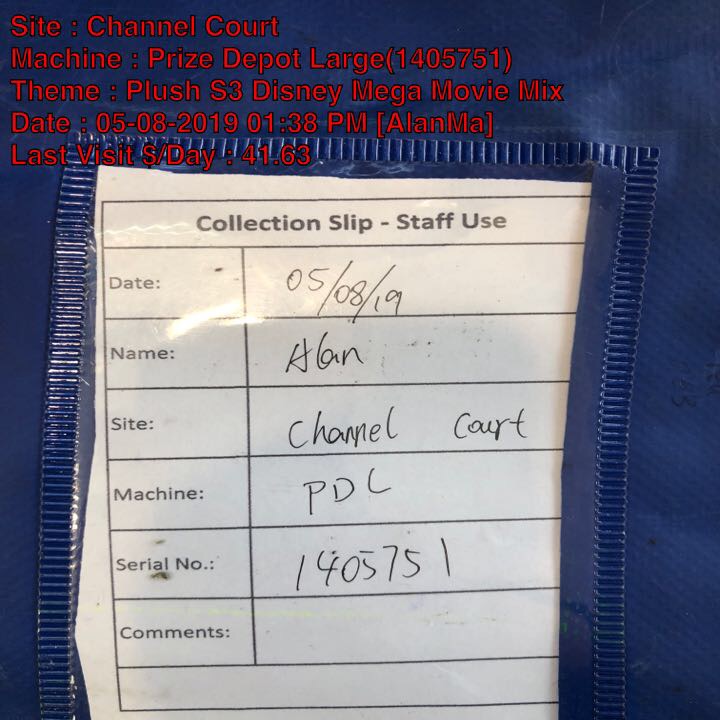 Site : Channel Court
Machine : Prize Depot Large(1405751)
Theme : Plush S3 Disney Mega Movie Mix
Date : 05-08-2019 01:38 PM [AlanMa]
Last Visit $/Day : 41.63
Collection Slip - Staff Use
Date: 05/08/19
Name: Alan
Site: Channel Court
Machine: PDL
Serial No.: 1405751
Comments: